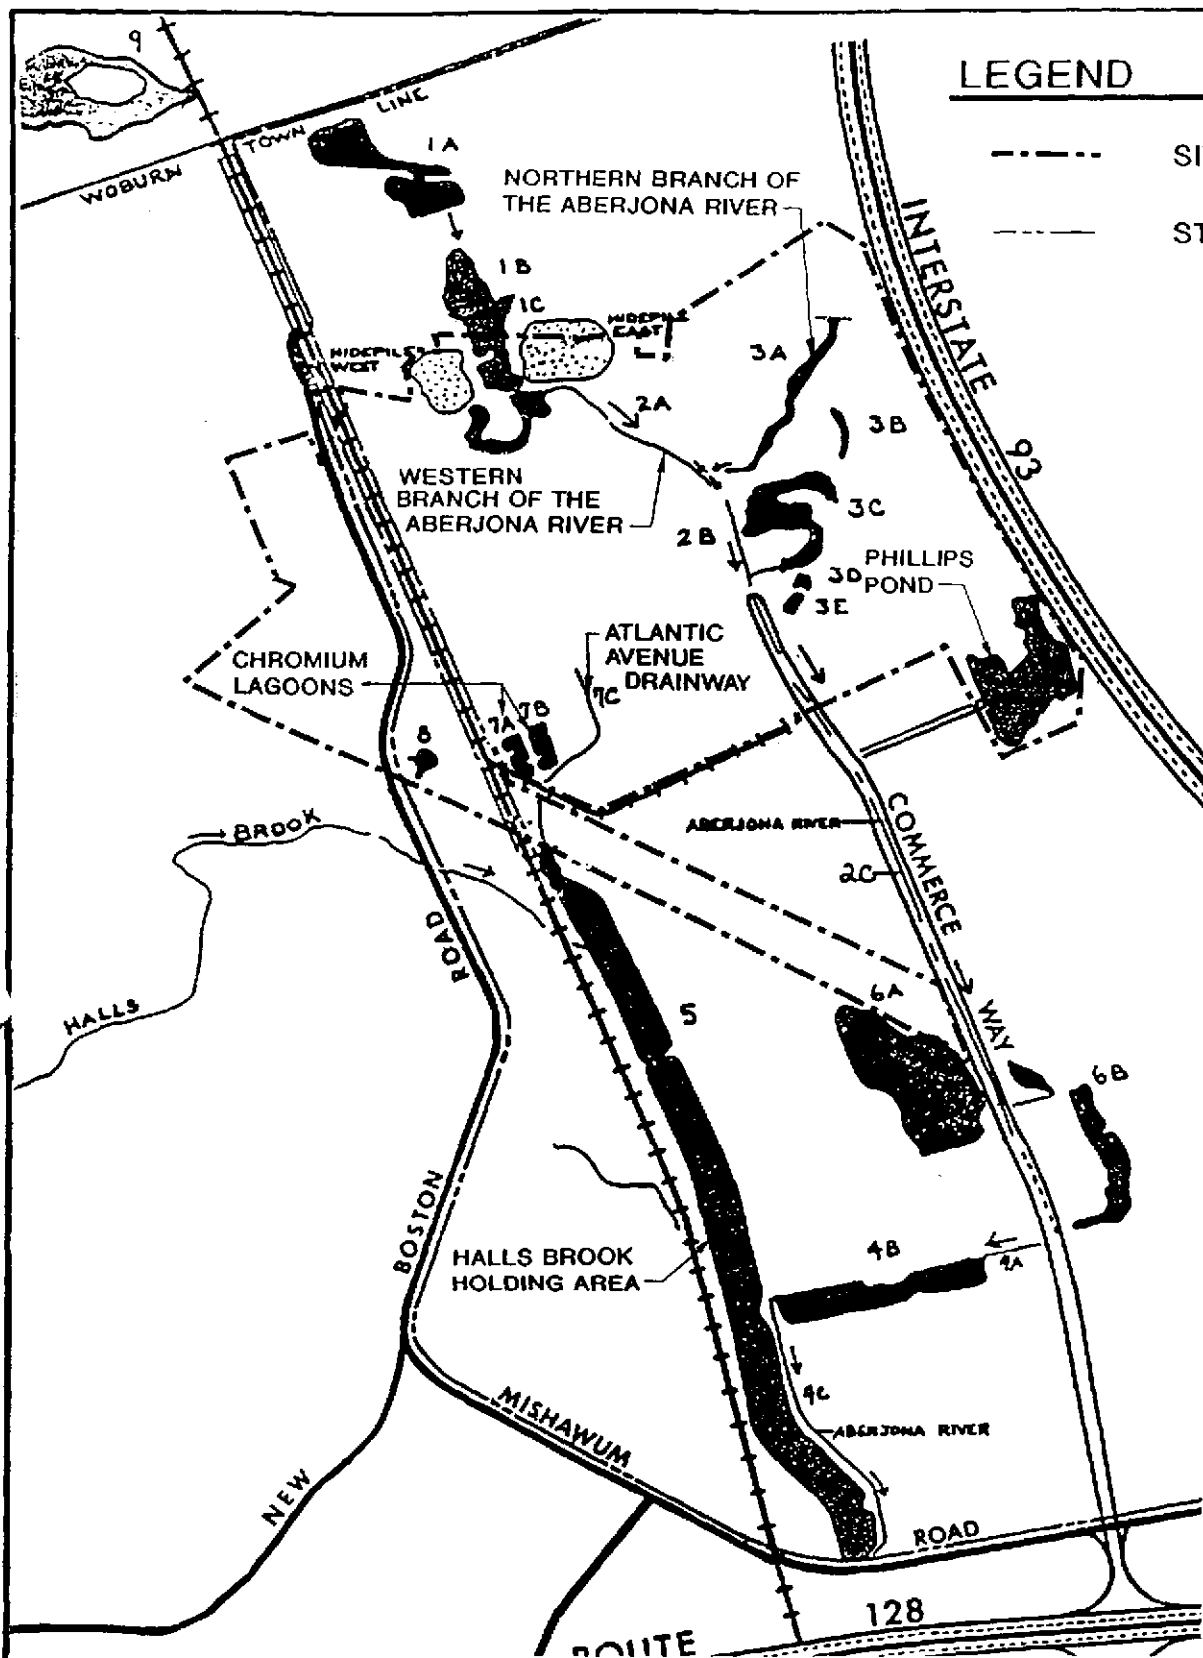 9
LEGEND
TOWN LINE
WOBURN
1A
NORTHERN BRANCH OF
THE ABERJONA RIVER
INTERSTATE
93
1B
1C
HIDEPILE
EAST
HIDEPILES
WEST
3A
2A
3B
WESTERN
BRANCH OF THE
ABERJONA RIVER
3C
2B
3D
3E
PHILLIPS
POND
CHROMIUM
LAGOONS
ATLANTIC
AVENUE
DRAINWAY
7C
7A
7B
8
BROOK
HALLS
ABERJONA RIVER
2C
COMMERCE
WAY
ROAD
5
6A
6B
BOSTON
HALLS BROOK
HOLDING AREA
4B
4A
4C
ABERJONA RIVER
MISHAWUM
NEW
ROAD
128
ROUTE